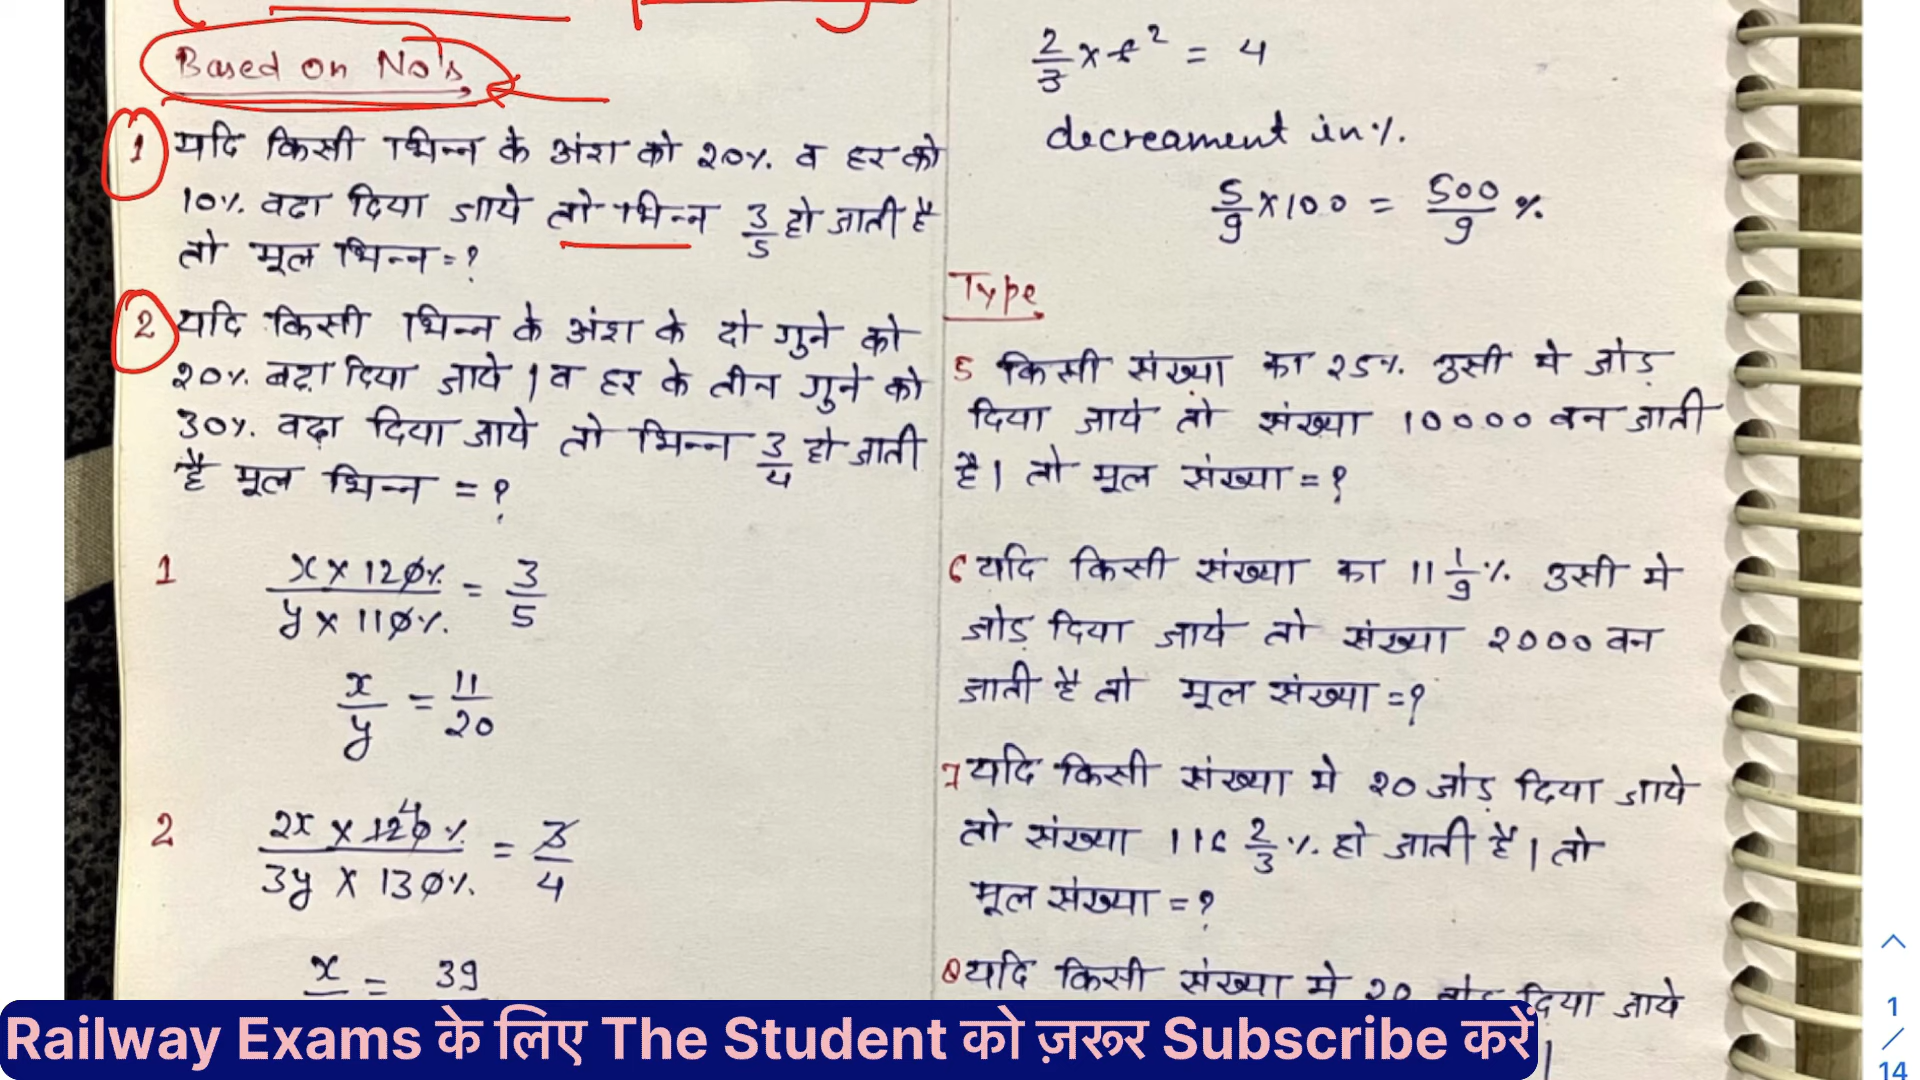 Based on No's
1 यदि किसी भिन्न के अंश को 20%. व हर को
10%. बढा दिया जाये तो भिन्न 3/5 हो जाती है
तो मूल भिन्न = ?
2 यदि किसी भिन्न के अंश के दो गुने को
20%. बढ़ा दिया जाये । व हर के तीन गुने को
30%. बढ़ा दिया जाये तो भिन्न 3/4 हो जाती
है मूल भिन्न = ?
1 x × 120% / y × 110% = 3/5
x/y = 11/20
2 2x × 120% / 3y × 130% = 3/4
4
x = 39
2/3 × 6 2 = 4
decreament in %.
5/9 × 100 = 500/9 %
Type
5 किसी संख्या का 25%. उसी मे जोड़
दिया जाये तो संख्या 10000 बन जाती
है। तो मूल संख्या = ?
6 यदि किसी संख्या का 11 1/9 %. उसी मे
जोड़ दिया जाये तो संख्या 2000 बन
जाती है तो मूल संख्या = ?
7 यदि किसी संख्या मे 20 जोड़ दिया जाये
तो संख्या 116 2/3 %. हो जाती है। तो
मूल संख्या = ?
8 यदि किसी संख्या मे 20 जोड़ दिया जाये
Railway Exams के लिए The Student को ज़रूर Subscribe करें
1
/
14